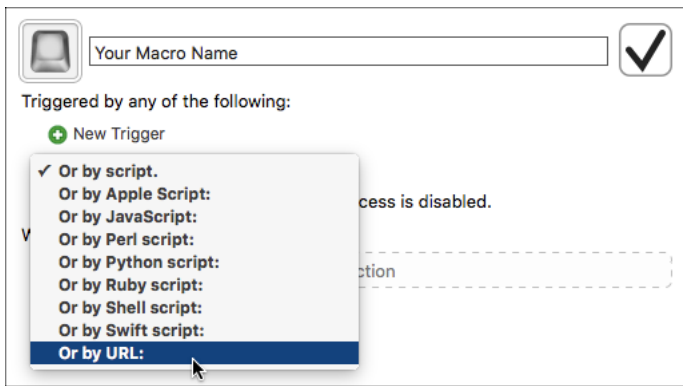 Your Macro Name
Triggered by any of the following:
New Trigger
✓ Or by script.
Or by Apple Script:
cess is disabled.
Or by JavaScript:
Or by Perl script:
Or by Python script:
ction
Or by Ruby script:
Or by Shell script:
Or by Swift script:
Or by URL: